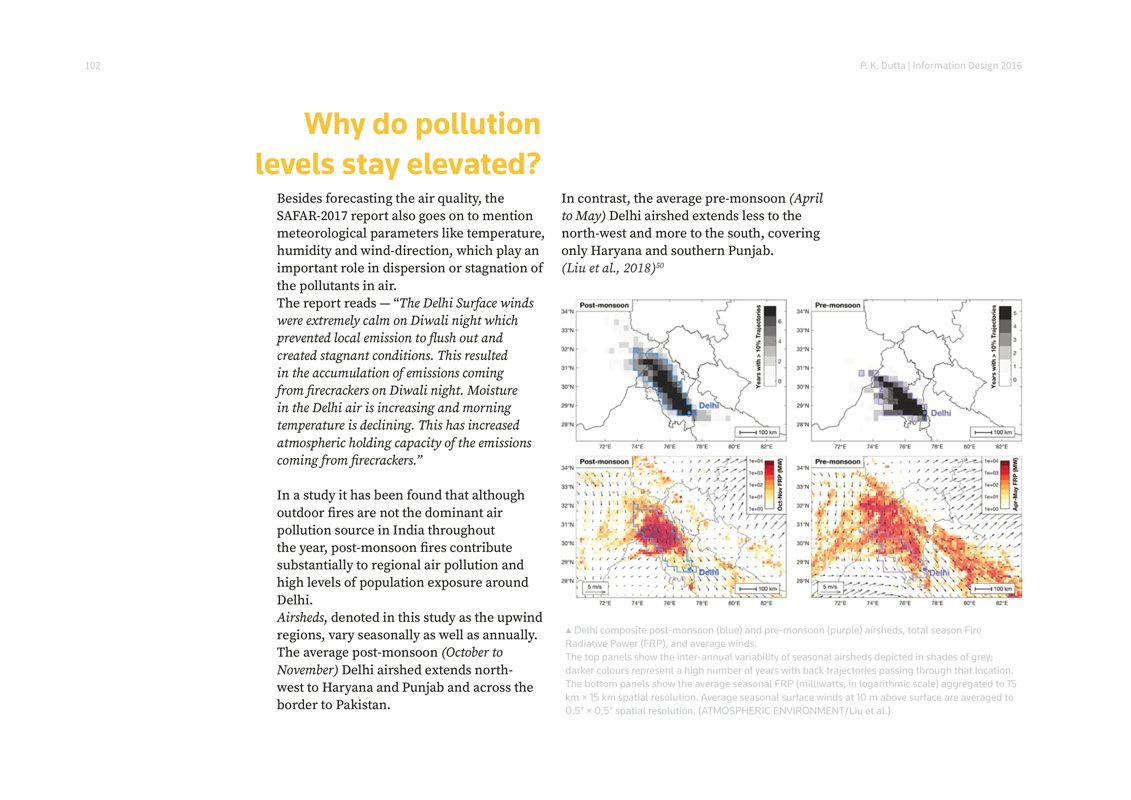 102
P. K. Dutta | Information Design 2016
Why do pollution
levels stay elevated?
Besides forecasting the air quality, the
SAFAR-2017 report also goes on to mention
meteorological parameters like temperature,
humidity and wind-direction, which play an
important role in dispersion or stagnation of
the pollutants in air.
The report reads — “The Delhi Surface winds
were extremely calm on Diwali night which
prevented local emission to flush out and
created stagnant conditions. This resulted
in the accumulation of emissions coming
from firecrackers on Diwali night. Moisture
in the Delhi air is increasing and morning
temperature is declining. This has increased
atmospheric holding capacity of the emissions
coming from firecrackers.”
In a study it has been found that although
outdoor fires are not the dominant air
pollution source in India throughout
the year, post-monsoon fires contribute
substantially to regional air pollution and
high levels of population exposure around
Delhi.
Airsheds, denoted in this study as the upwind
regions, vary seasonally as well as annually.
The average post-monsoon (October to
November) Delhi airshed extends north-
west to Haryana and Punjab and across the
border to Pakistan.
In contrast, the average pre-monsoon (April
to May) Delhi airshed extends less to the
north-west and more to the south, covering
only Haryana and southern Punjab.
(Liu et al., 2018)50
Post-monsoon
34°N
33°N
32°N
31°N
30°N
29°N
28°N
72°E 74°E 76°E 78°E 80°E 82°E
Years with > 10% Trajectories
6
4
2
0
Delhi
100 km
Pre-monsoon
34°N
33°N
32°N
31°N
30°N
29°N
28°N
72°E 74°E 76°E 78°E 80°E 82°E
Years with > 10% Trajectories
5
4
3
2
1
0
Delhi
100 km
Post-monsoon
34°N
32°N
31°N
30°N
29°N
28°N
72°E 74°E 76°E 78°E 80°E 82°E
1e+04
1e+03
1e+02
1e+01
1e+00
Oct-Nov FRP (MW)
Delhi
5 m/s
100 km
Pre-monsoon
34°N
32°N
31°N
30°N
29°N
28°N
72°E 74°E 76°E 78°E 80°E 82°E
1e+04
1e+03
1e+02
1e+01
1e+00
Apr-May FRP (MW)
Delhi
5 m/s
100 km
▲ Delhi composite post-monsoon (blue) and pre-monsoon (purple) airsheds, total season Fire
Radiative Power (FRP), and average winds.
The top panels show the inter-annual variability of seasonal airsheds depicted in shades of grey;
darker colours represent a high number of years with back trajectories passing through that location.
The bottom panels show the average seasonal FRP (milliwatts, in logarithmic scale) aggregated to 15
km × 15 km spatial resolution. Average seasonal surface winds at 10 m above surface are averaged to
0.5° × 0.5° spatial resolution. (ATMOSPHERIC ENVIRONMENT/Liu et al.)